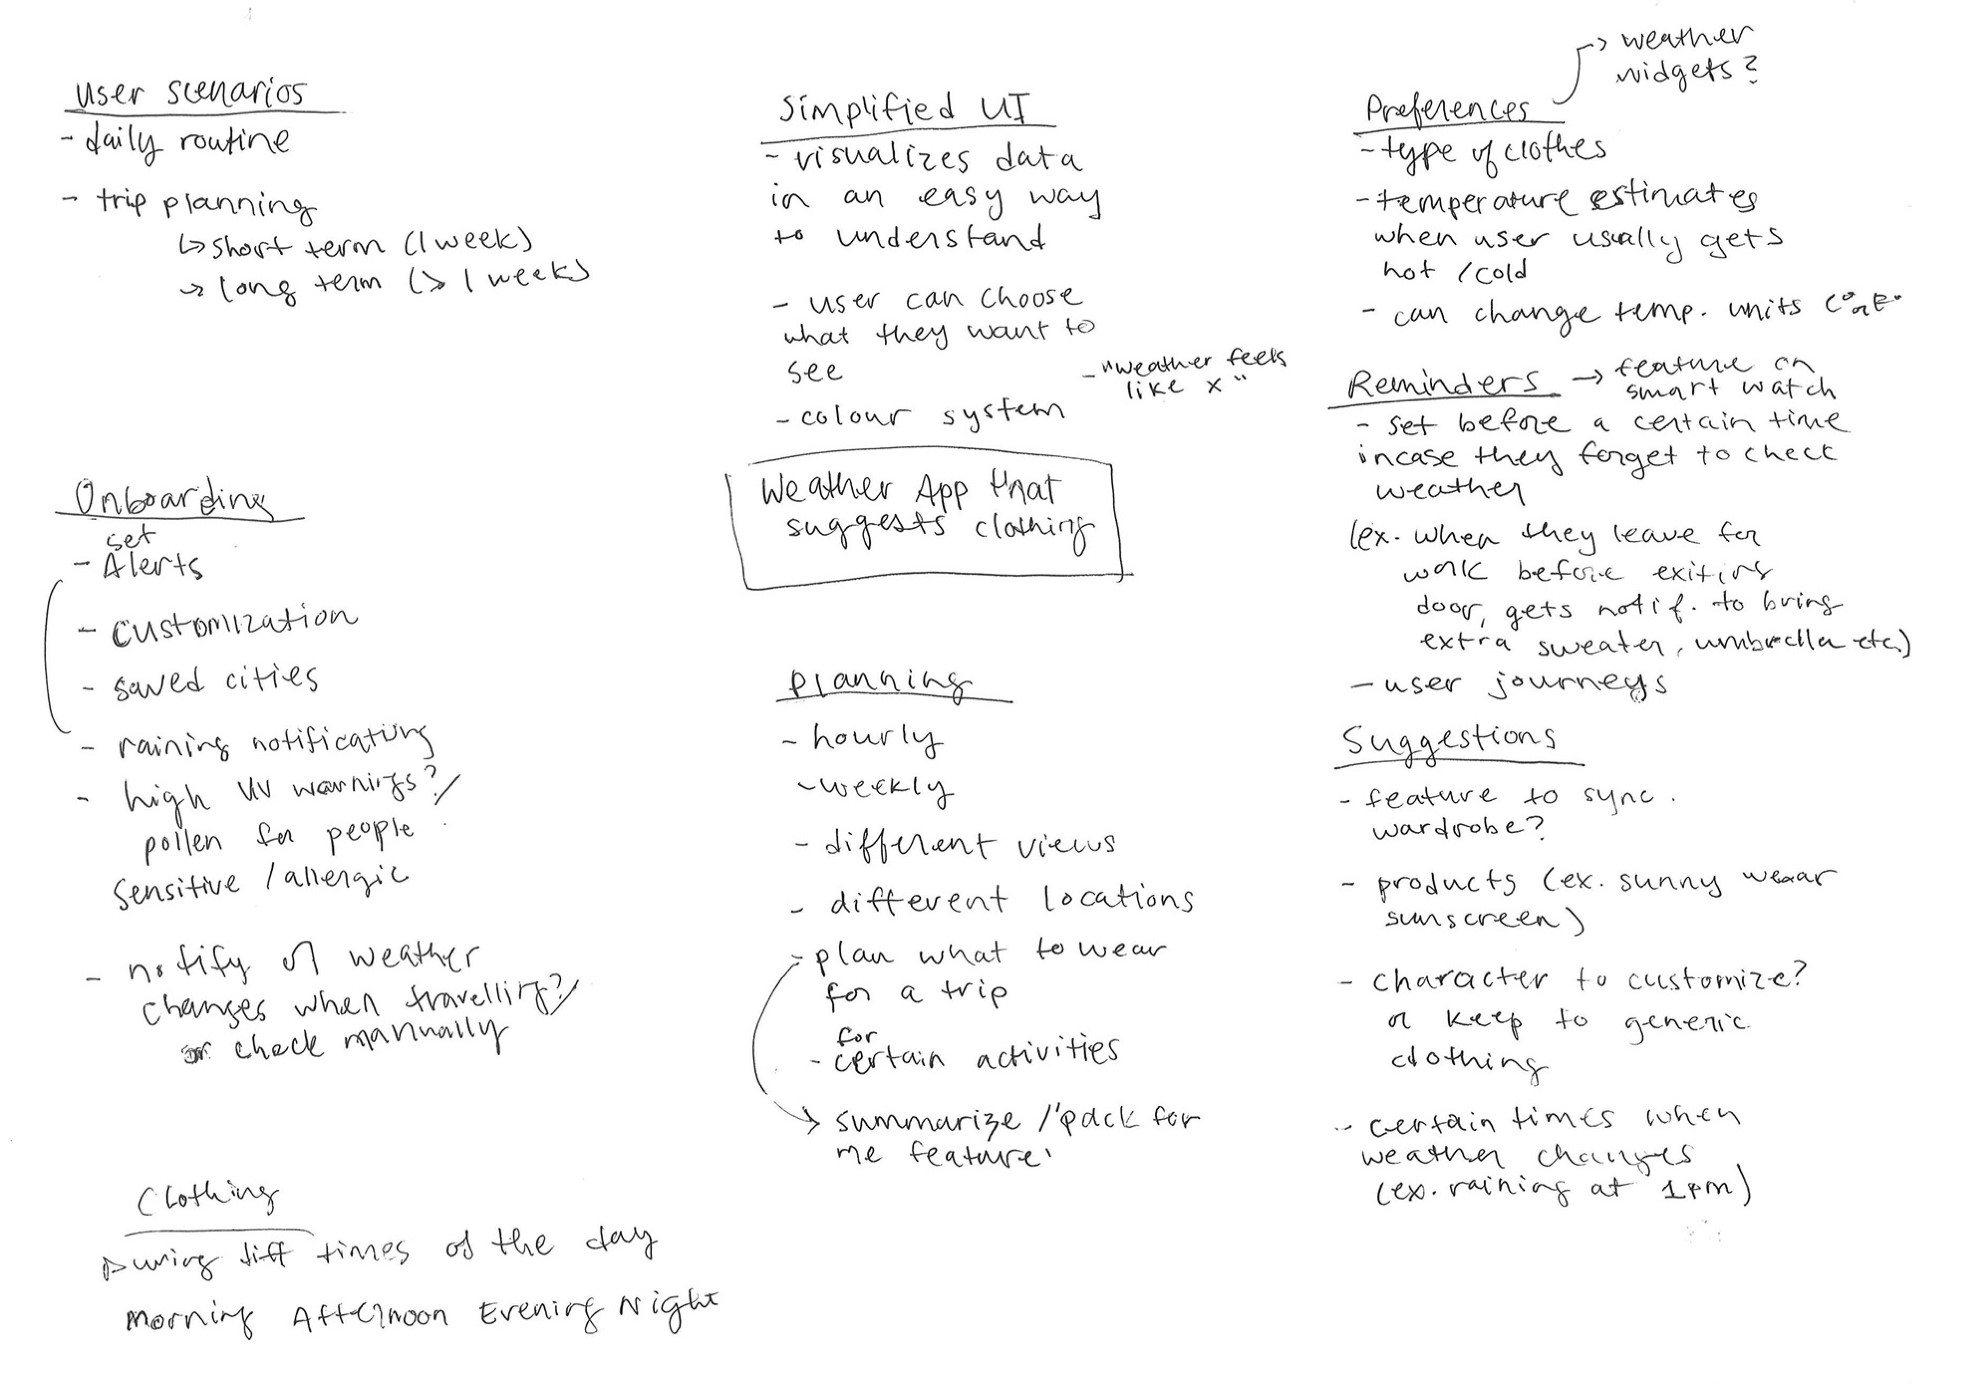 User scenarios
- daily routine
- trip planning
↳ short term (1 week)
→ long term (> 1 week)
Onboarding
set
- Alerts
- customization
- saved cities
- raining notifications
- high UV warnings? /
pollen for people
sensitive / allergic
- notify of weather
changes when travelling? /
or check manually
Clothing
During diff times of the day
Morning Afternoon Evening Night
Simplified UI
- visualizes data
in an easy way
to understand
- user can choose
what they want to
see
- "weather feels
like x"
- colour system
Weather App that
suggests clothing
Planning
- hourly
- weekly
- different views
- different locations
- plan what to wear
for a trip
for
- certain activities
→ summarize / "pack for
me feature"
→ weather
widgets?
Preferences
- type of clothes
- temperature estimates
when user usually gets
hot / cold
- can change temp. units
Reminders → feature on
smart watch
- set before a certain time
incase they forget to check
weather
(ex. when they leave for
work before exiting
door, gets notif. to bring
extra sweater, umbrella etc.)
- user journeys
Suggestions
- feature to sync
wardrobe?
- products (ex. sunny wear
sunscreen)
- character to customize?
or keep to generic
clothing
- certain times when
weather changes
(ex. raining at 1pm)